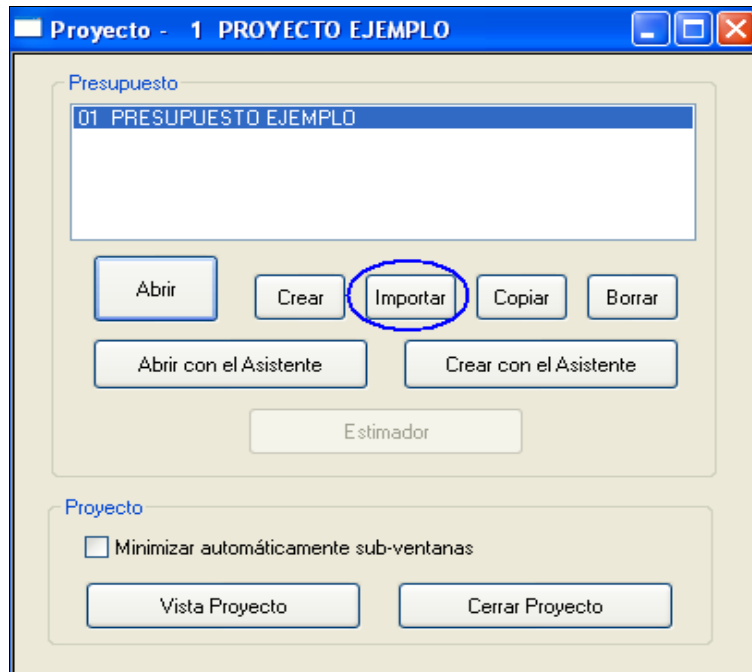 Proyecto -   1  PROYECTO EJEMPLO
Presupuesto
01  PRESUPUESTO EJEMPLO
Abrir Crear Importar Copiar Borrar
Abrir con el Asistente Crear con el Asistente
Estimador
Proyecto
Minimizar automáticamente sub-ventanas
Vista Proyecto Cerrar Proyecto